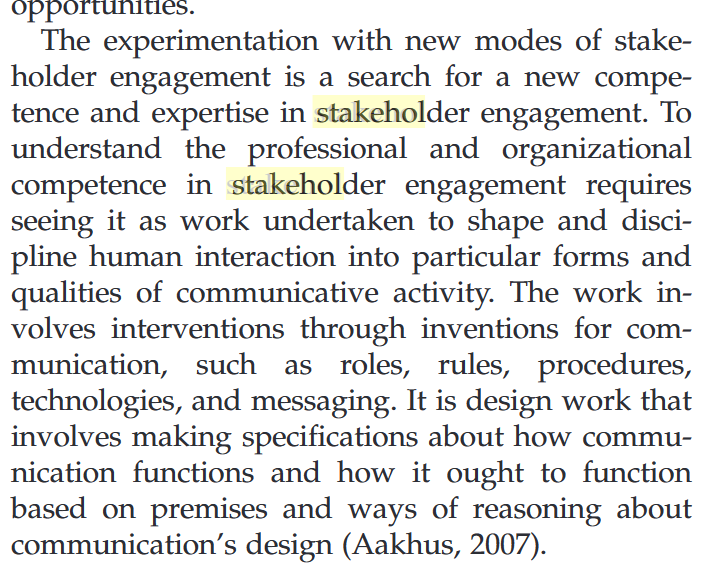 opportunities.
The experimentation with new modes of stake-
holder engagement is a search for a new compe-
tence and expertise in stakeholder engagement. To
understand the professional and organizational
competence in stakeholder engagement requires
seeing it as work undertaken to shape and disci-
pline human interaction into particular forms and
qualities of communicative activity. The work in-
volves interventions through inventions for com-
munication, such as roles, rules, procedures,
technologies, and messaging. It is design work that
involves making specifications about how commu-
nication functions and how it ought to function
based on premises and ways of reasoning about
communication's design (Aakhus, 2007).